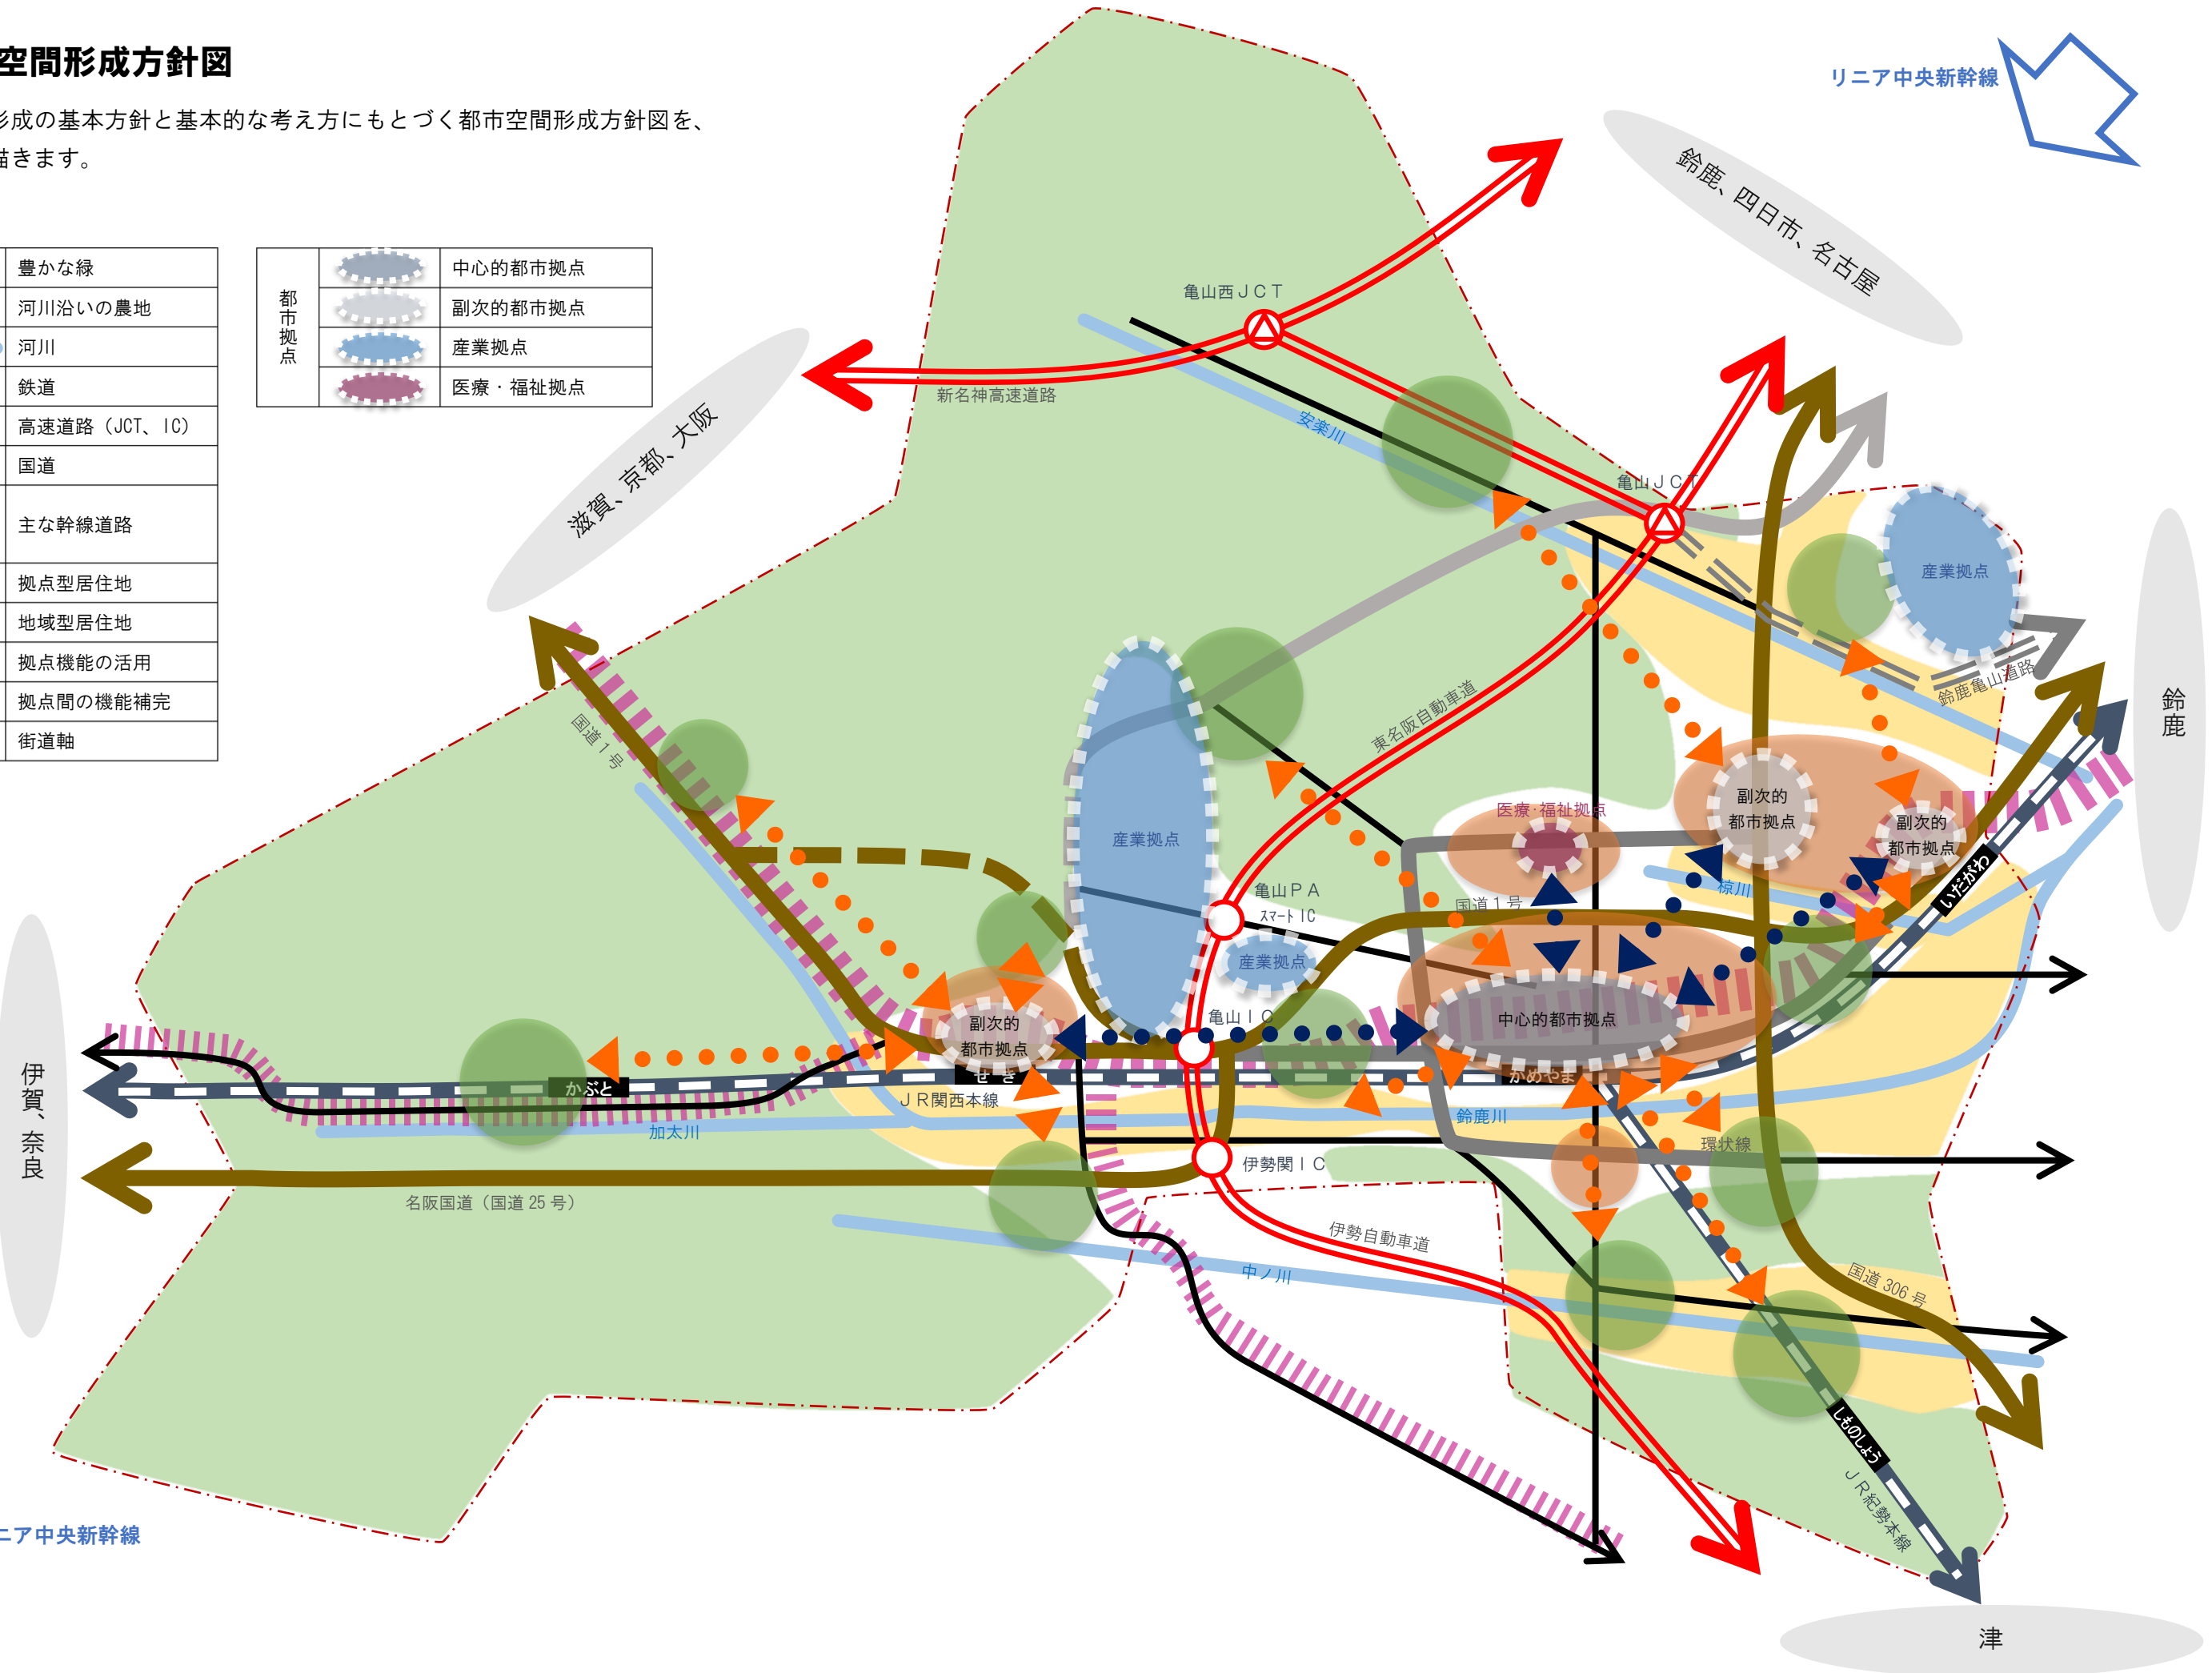 空間形成方針図
形成の基本方針と基本的な考え方にもとづく都市空間形成方針図を、
描きます。
豊かな緑
河川沿いの農地
河川
鉄道
高速道路（JCT、IC）
国道
主な幹線道路
拠点型居住地
地域型居住地
拠点機能の活用
拠点間の機能補完
街道軸
都市拠点
中心的都市拠点
副次的都市拠点
産業拠点
医療・福祉拠点
リニア中央新幹線
鈴鹿、四日市、名古屋
滋賀、京都、大阪
亀山西ＪＣＴ
新名神高速道路
安楽川
亀山ＪＣＴ
産業拠点
鈴鹿亀山道路
鈴鹿
国道１号
東名阪自動車道
産業拠点
医療・福祉拠点
副次的
都市拠点
副次的
都市拠点
亀山ＰＡ
スマートIC
国道１号
椋川
いだがわ
産業拠点
亀山ＩＣ
中心的都市拠点
副次的
都市拠点
伊賀、奈良
かぶと
せき
かめやま
ＪＲ関西本線
加太川
鈴鹿川
環状線
伊勢関ＩＣ
名阪国道（国道25号）
伊勢自動車道
中ノ川
国道306号
しものしょう
ＪＲ紀勢本線
ニア中央新幹線
津